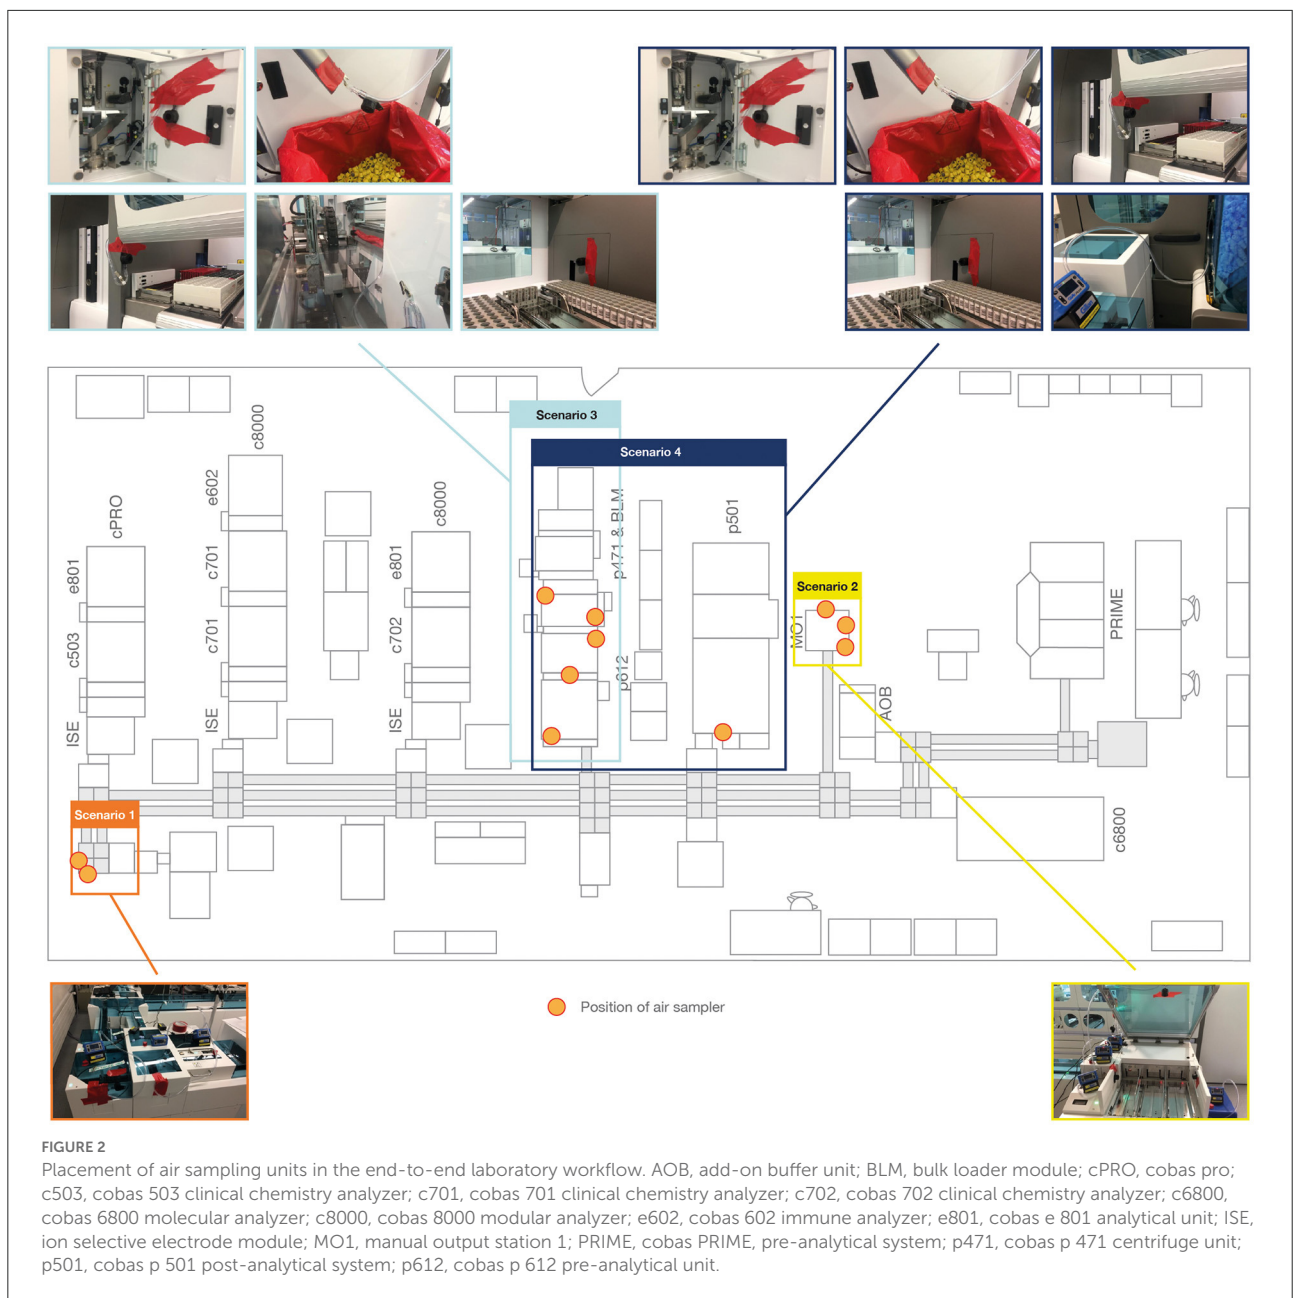 Scenario 3
Scenario 4
c8000
e602
cPRO
c8000
p471 & BLM
p501
e801
c701
e801
Scenario 2
MO1
PRIME
c503
c701
c702
p612
AOB
ISE
ISE
ISE
Scenario 1
c6800
Position of air sampler
FIGURE 2
Placement of air sampling units in the end-to-end laboratory workflow. AOB, add-on buffer unit; BLM, bulk loader module; cPRO, cobas pro;
c503, cobas 503 clinical chemistry analyzer; c701, cobas 701 clinical chemistry analyzer; c702, cobas 702 clinical chemistry analyzer; c6800,
cobas 6800 molecular analyzer; c8000, cobas 8000 modular analyzer; e602, cobas 602 immune analyzer; e801, cobas e 801 analytical unit; ISE,
ion selective electrode module; MO1, manual output station 1; PRIME, cobas PRIME, pre-analytical system; p471, cobas p 471 centrifuge unit;
p501, cobas p 501 post-analytical system; p612, cobas p 612 pre-analytical unit.